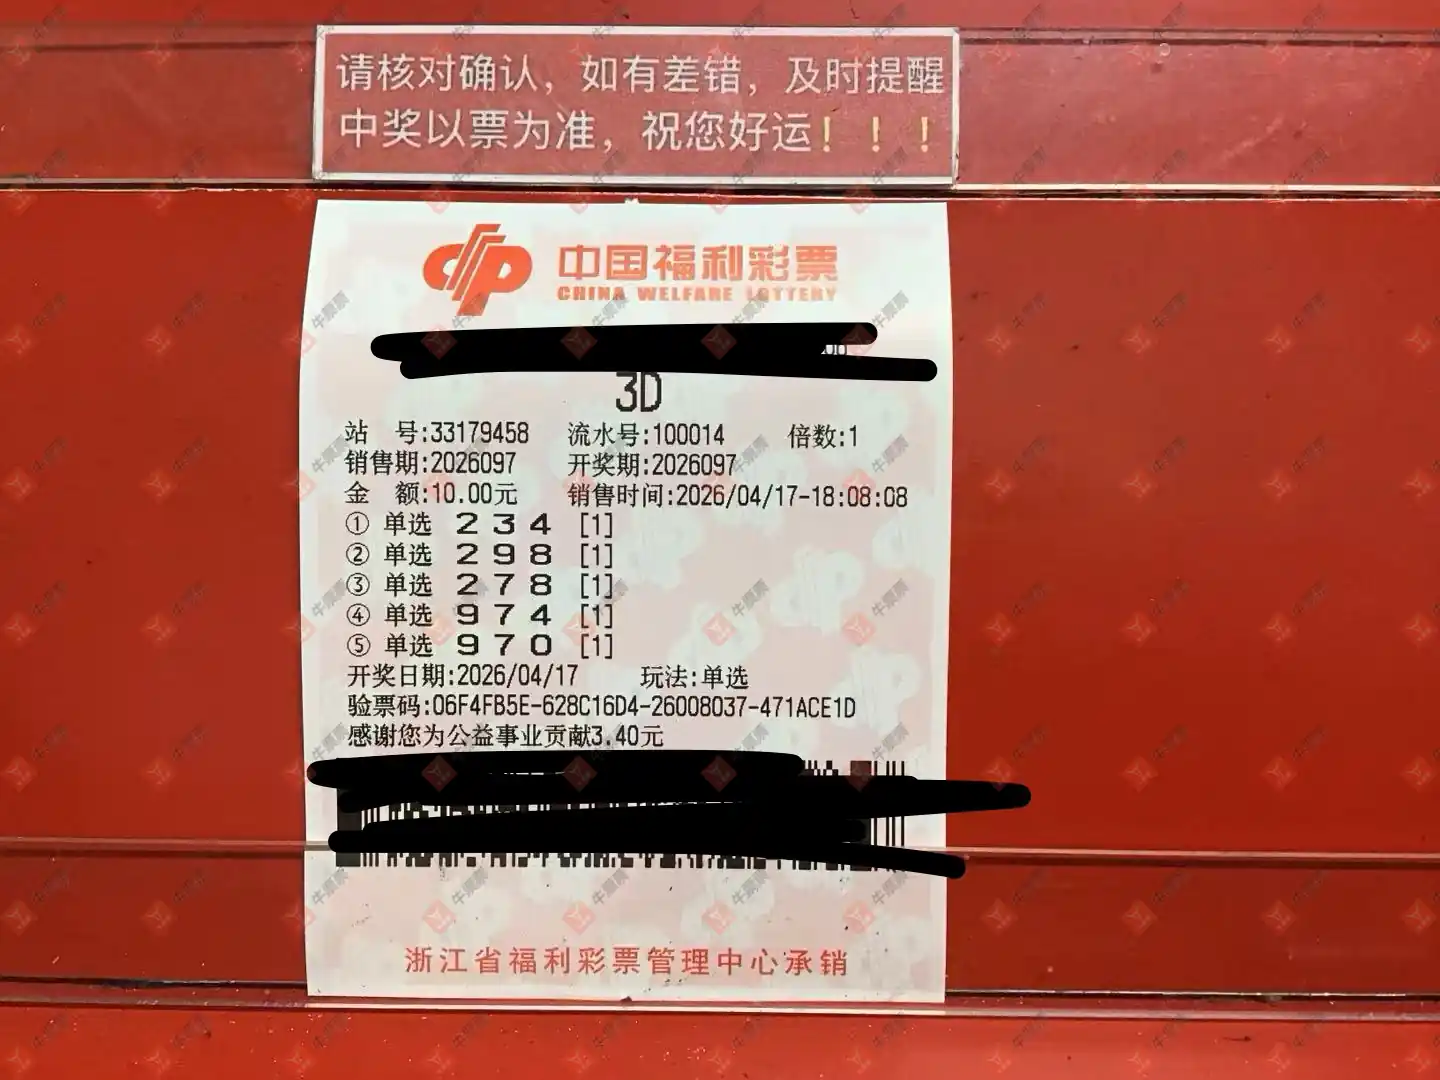 请核对确认，如有差错，及时提醒
中奖以票为准，祝您好运！！！
中国福利彩票
CHINA WELFARE LOTTERY
3D
站 号:33179458 流水号:100014 倍数:1
销售期:2026097 开奖期:2026097
金 额:10.00元 销售时间:2026/04/17-18:08:08
① 单选 2 3 4 [1]
② 单选 2 9 8 [1]
③ 单选 2 7 8 [1]
④ 单选 9 7 4 [1]
⑤ 单选 9 7 0 [1]
开奖日期:2026/04/17 玩法:单选
验票码:06F4FB5E-628C16D4-26008037-471ACE1D
感谢您为公益事业贡献3.40元
浙江省福利彩票管理中心承销
牛票票